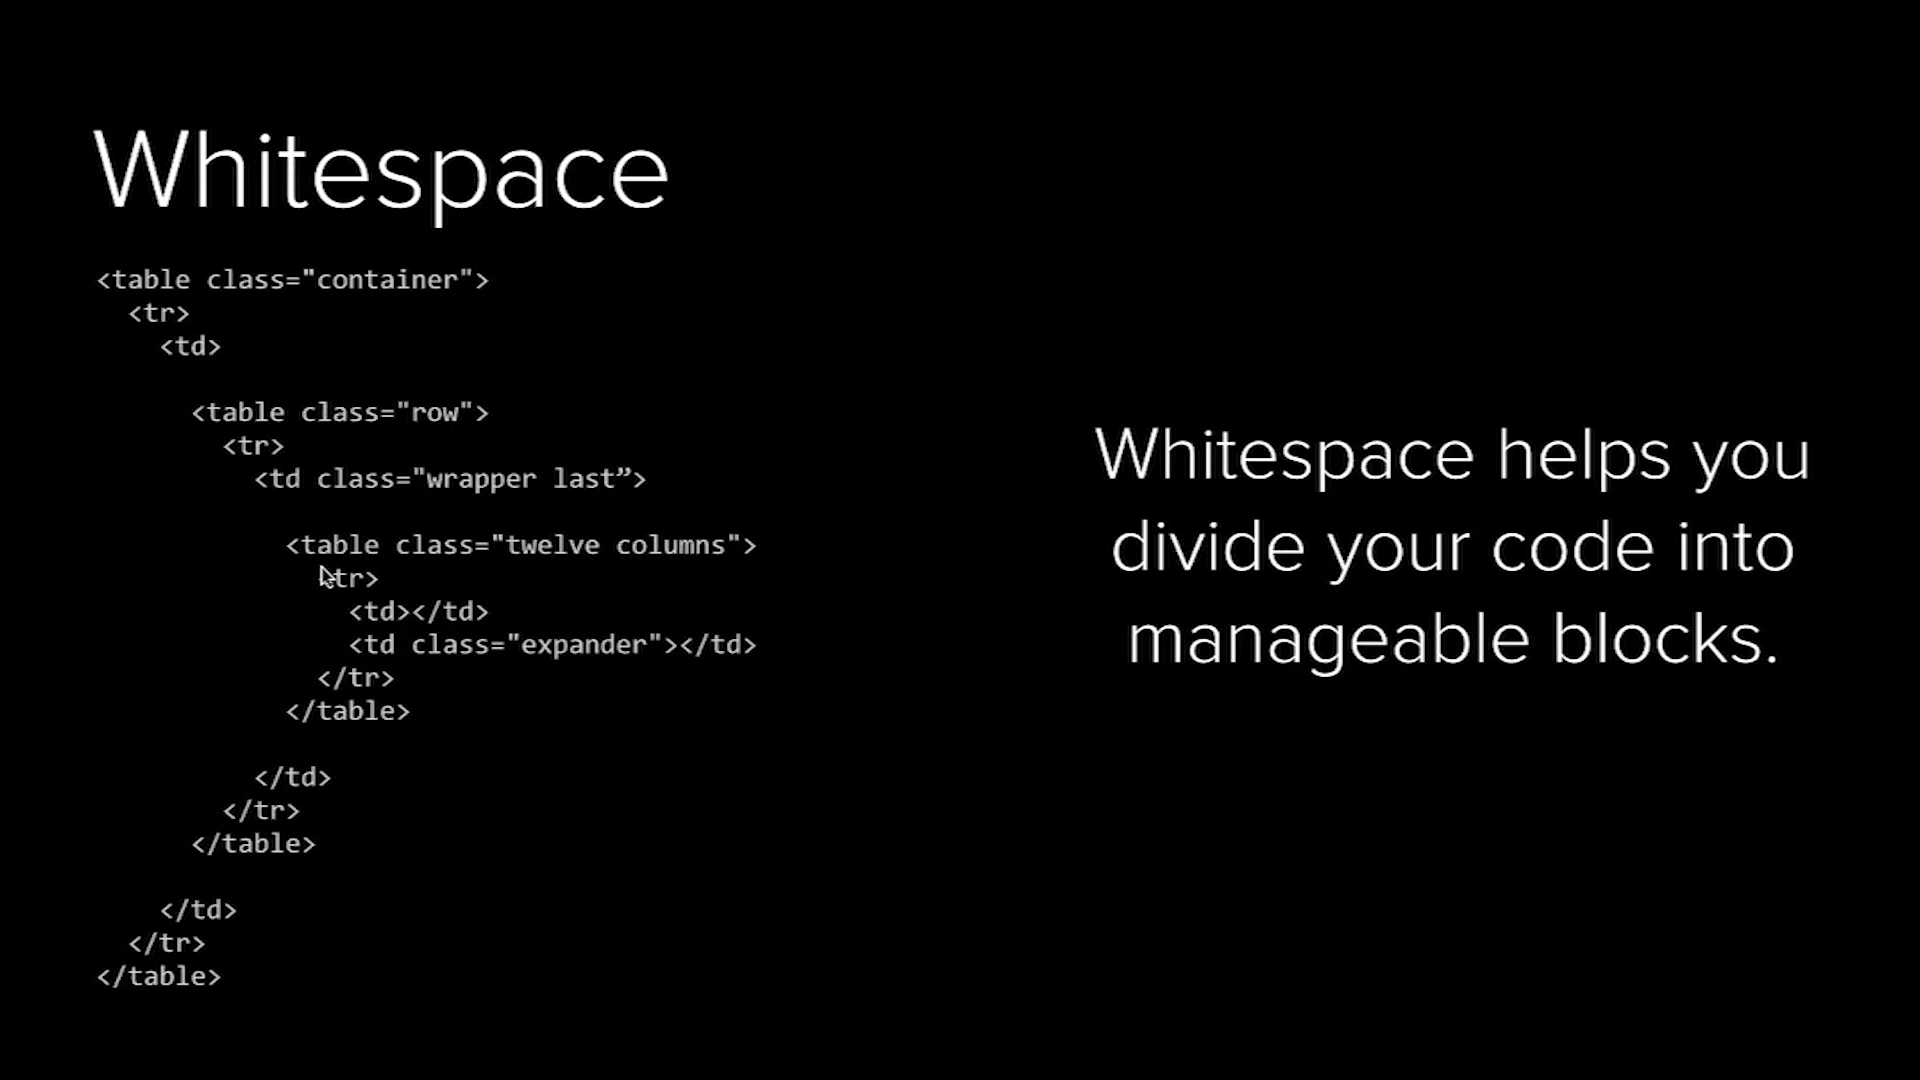 Whitespace
<table class="container">
<tr>
<td>
<table class="row">
<tr>
<td class="wrapper last”>
<table class="twelve columns">
tr>
<td></td>
<td class="expander"></td>
</tr>
</table>
</td>
</tr>
</table>
</td>
</tr>
</table>
Whitespace helps you
divide your code into
manageable blocks.